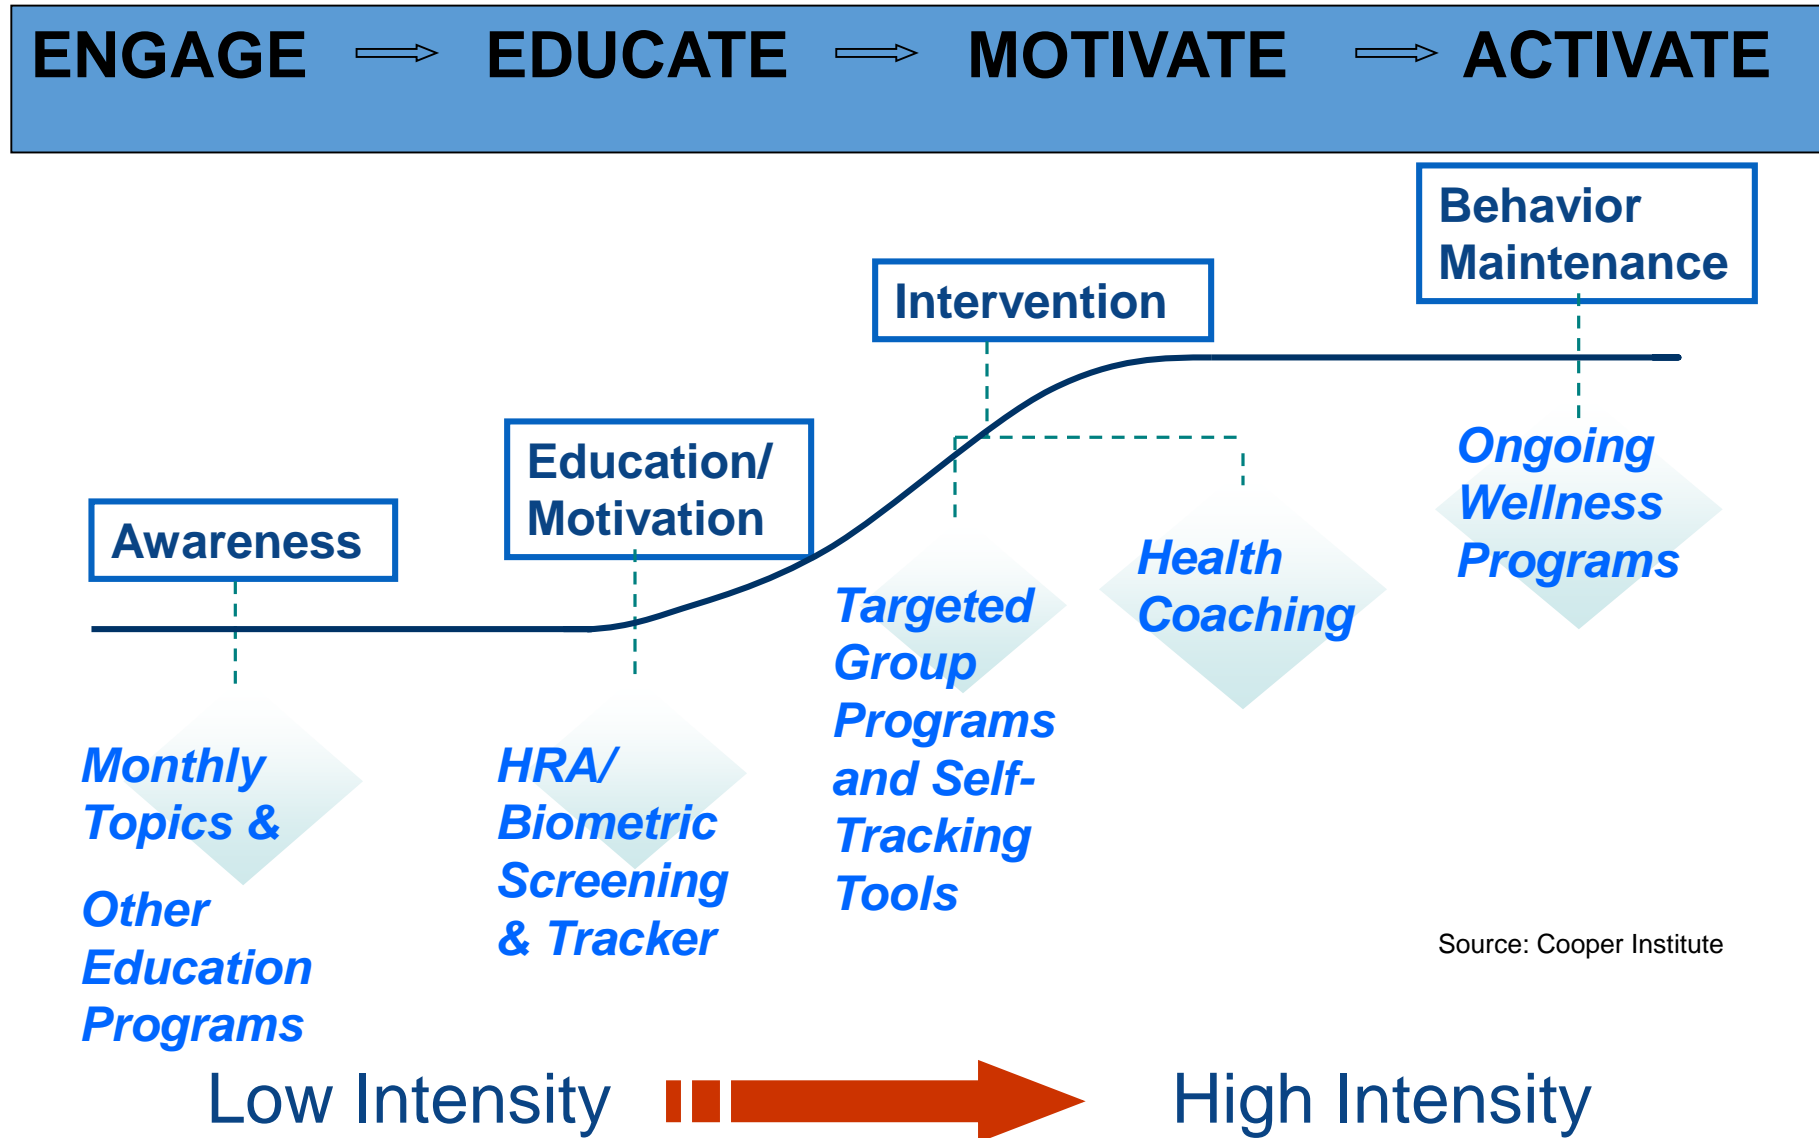 ENGAGE ⇨ EDUCATE ⇨ MOTIVATE ⇨ ACTIVATE
Behavior
Maintenance
Intervention
Education/
Motivation
Awareness
Ongoing
Wellness
Programs
Health
Coaching
Targeted
Group
Programs
and Self-
Tracking
Tools
HRA/
Biometric
Screening
& Tracker
Monthly
Topics &
Other
Education
Programs
Source: Cooper Institute
Low Intensity
High Intensity